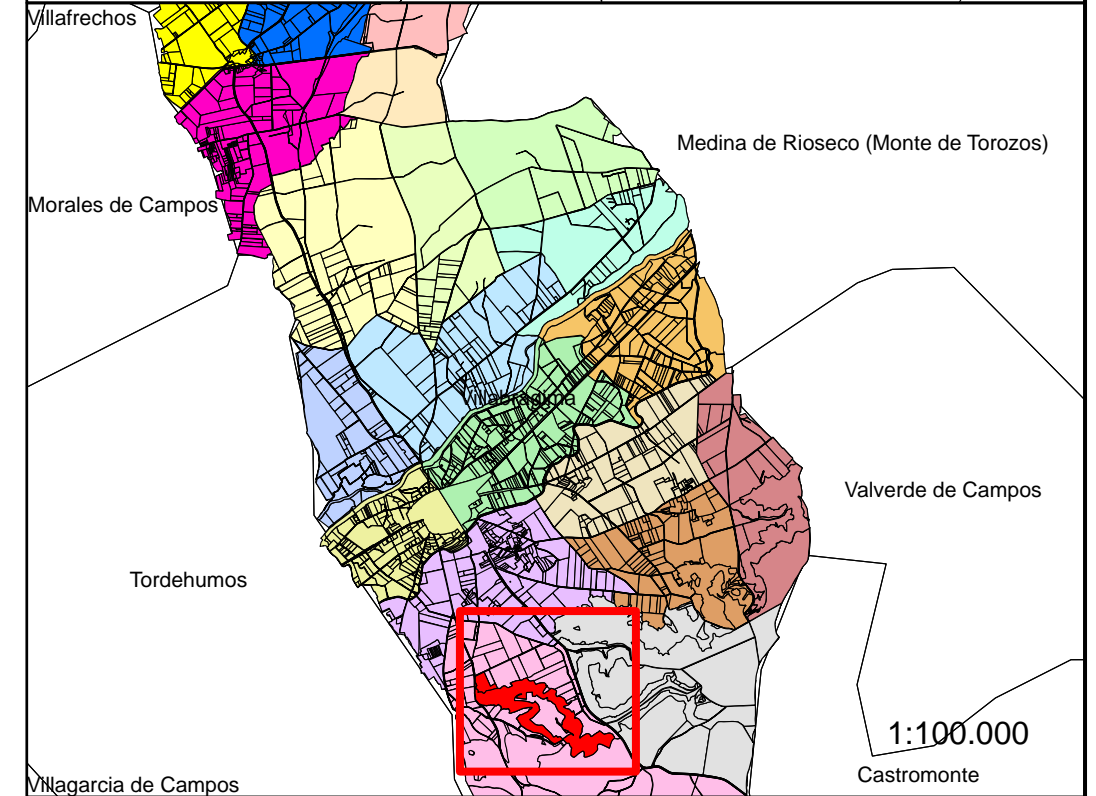 Villafrechos
Medina de Rioseco (Monte de Torozos)
Morales de Campos
Villabragima
Valverde de Campos
Tordehumos
1:100.000
Castromonte
Villagarcia de Campos